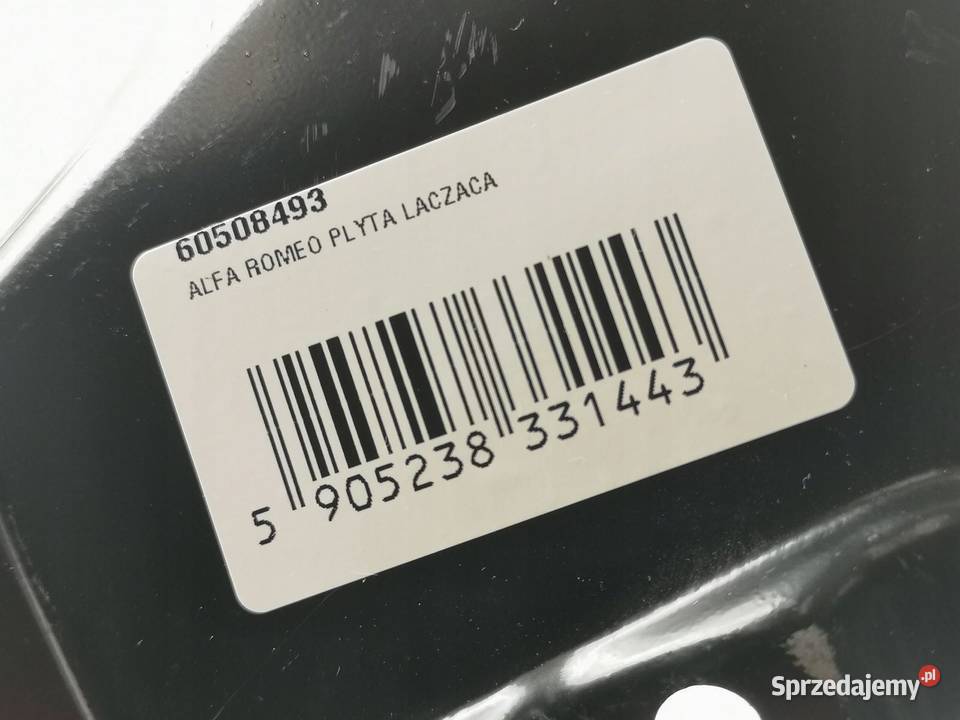 60508493
ALFA ROMEO PLYTA LACZACA
5 905238 331443
Sprzedajemy.pl